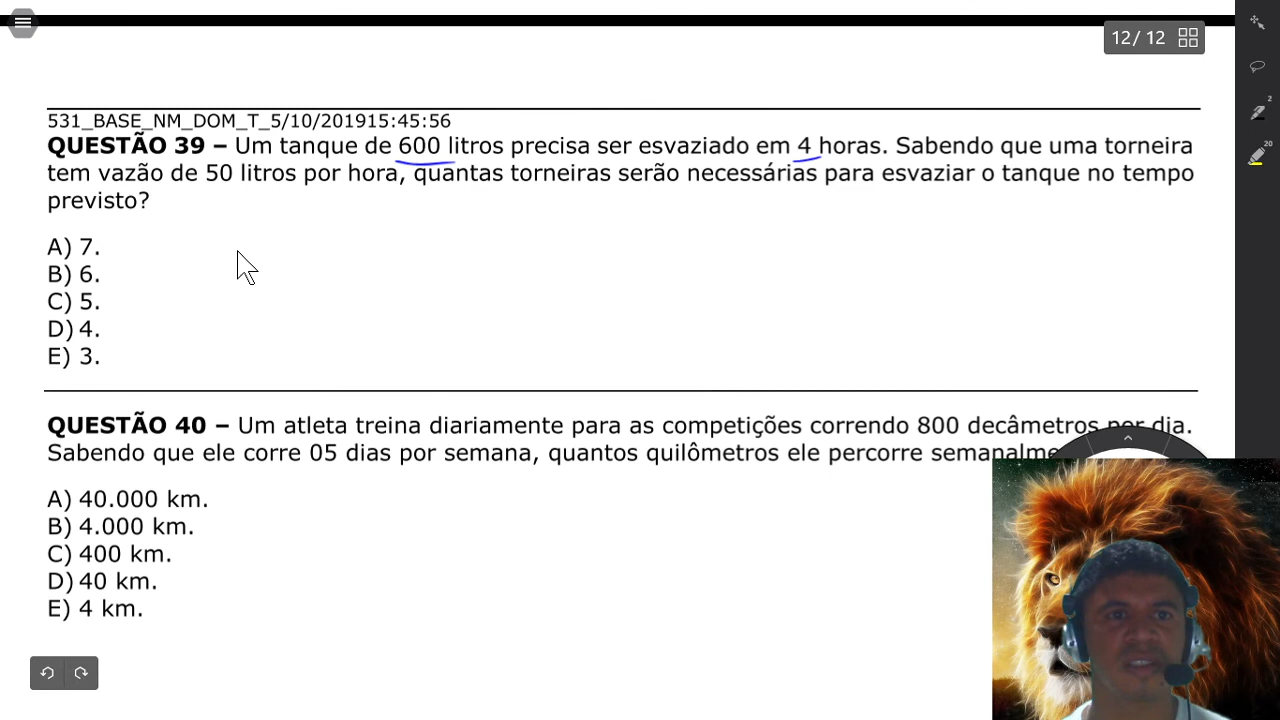 12/ 12
2
20
531_BASE_NM_DOM_T_5/10/201915:45:56
QUESTÃO 39 – Um tanque de 600 litros precisa ser esvaziado em 4 horas. Sabendo que uma torneira
tem vazão de 50 litros por hora, quantas torneiras serão necessárias para esvaziar o tanque no tempo
previsto?
A) 7.
B) 6.
C) 5.
D) 4.
E) 3.
QUESTÃO 40 – Um atleta treina diariamente para as competições correndo 800 decâmetros por dia.
Sabendo que ele corre 05 dias por semana, quantos quilômetros ele percorre
A) 40.000 km.
B) 4.000 km.
C) 400 km.
D) 40 km.
E) 4 km.